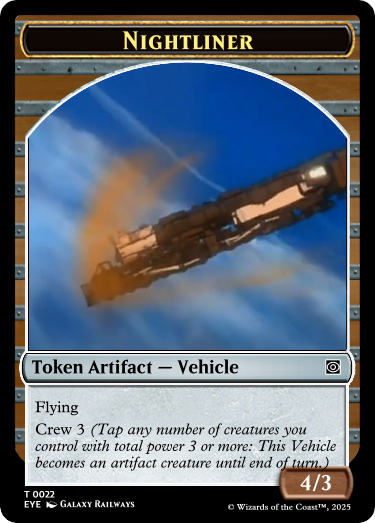 Nightliner
Token Artifact — Vehicle
Flying
Crew 3 (Tap any number of creatures you
control with total power 3 or more: This Vehicle
becomes an artifact creature until end of turn.)
4/3
T 0022
EYE Galaxy Railways
© Wizards of the Coast™, 2025